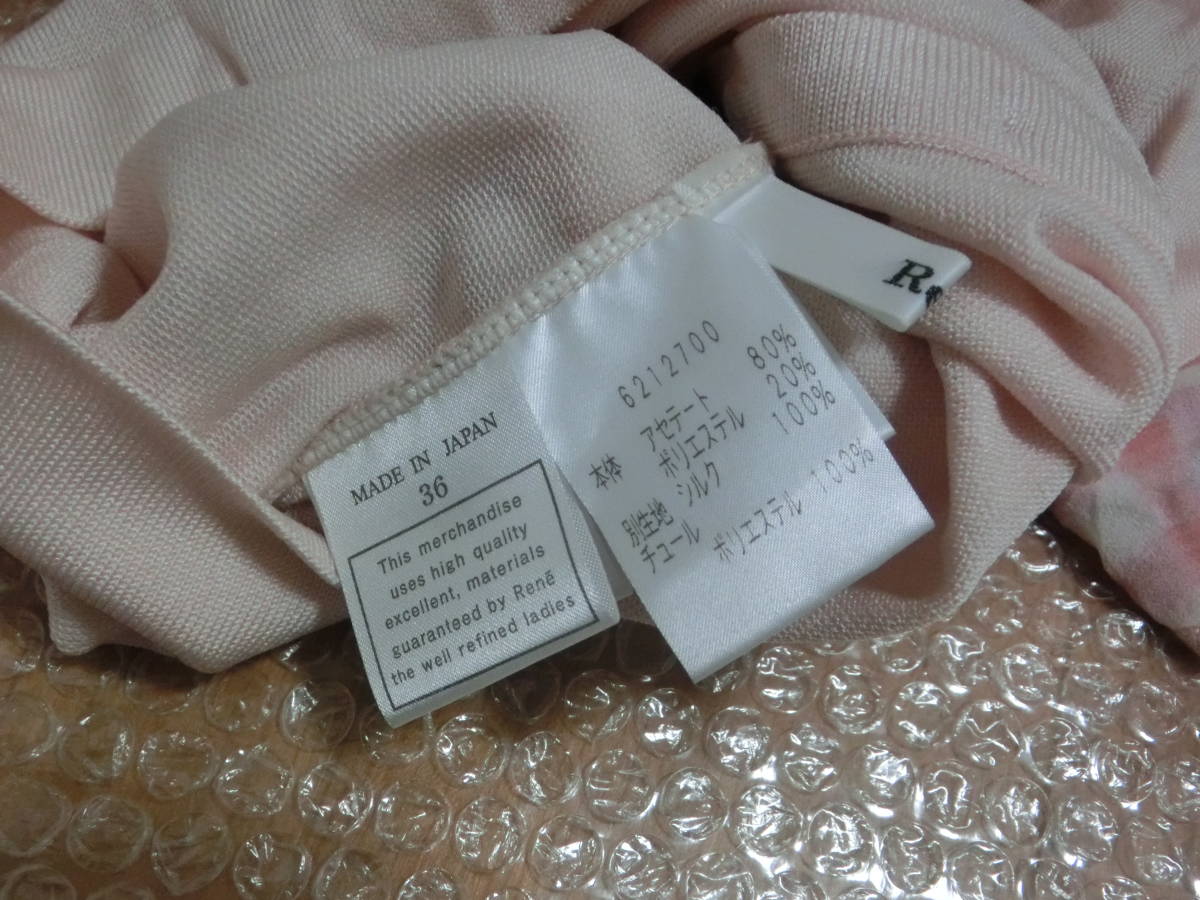 MADE IN JAPAN
36
This merchandise
uses high quality
excellent, materials
guaranteed by René
the well refined ladies
6212700
本体 アセテート 80%
ポリエステル 20%
別生地 シルク 100%
チュール ポリエステル 100%
R